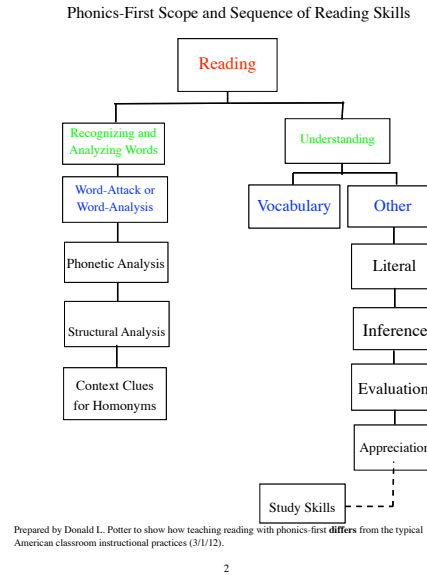 Phonics-First Scope and Sequence of Reading Skills
Reading
Recognizing and
Analyzing Words
Understanding
Word-Attack or
Word-Analysis
Vocabulary
Other
Phonetic Analysis
Literal
Structural Analysis
Inference
Context Clues
for Homonyms
Evaluation
Appreciation
Study Skills
Prepared by Donald L. Potter to show how teaching reading with phonics-first differs from the typical
American classroom instructional practices (3/1/12).
2